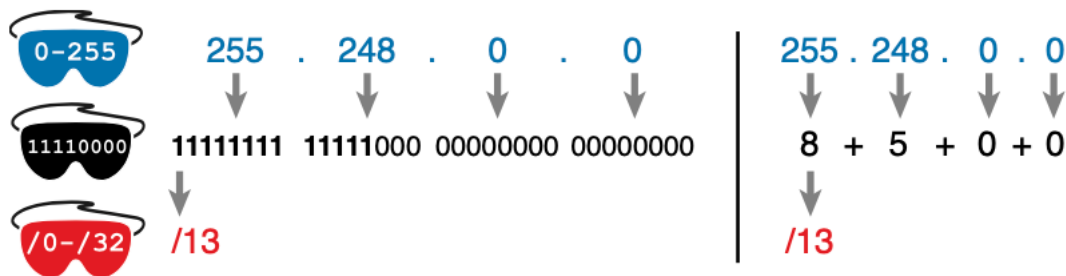 0-255 255 . 248 . 0 . 0 255 . 248 . 0 . 0
11110000 11111111 11111000 00000000 00000000 8 + 5 + 0 + 0
/0-/32 /13 /13